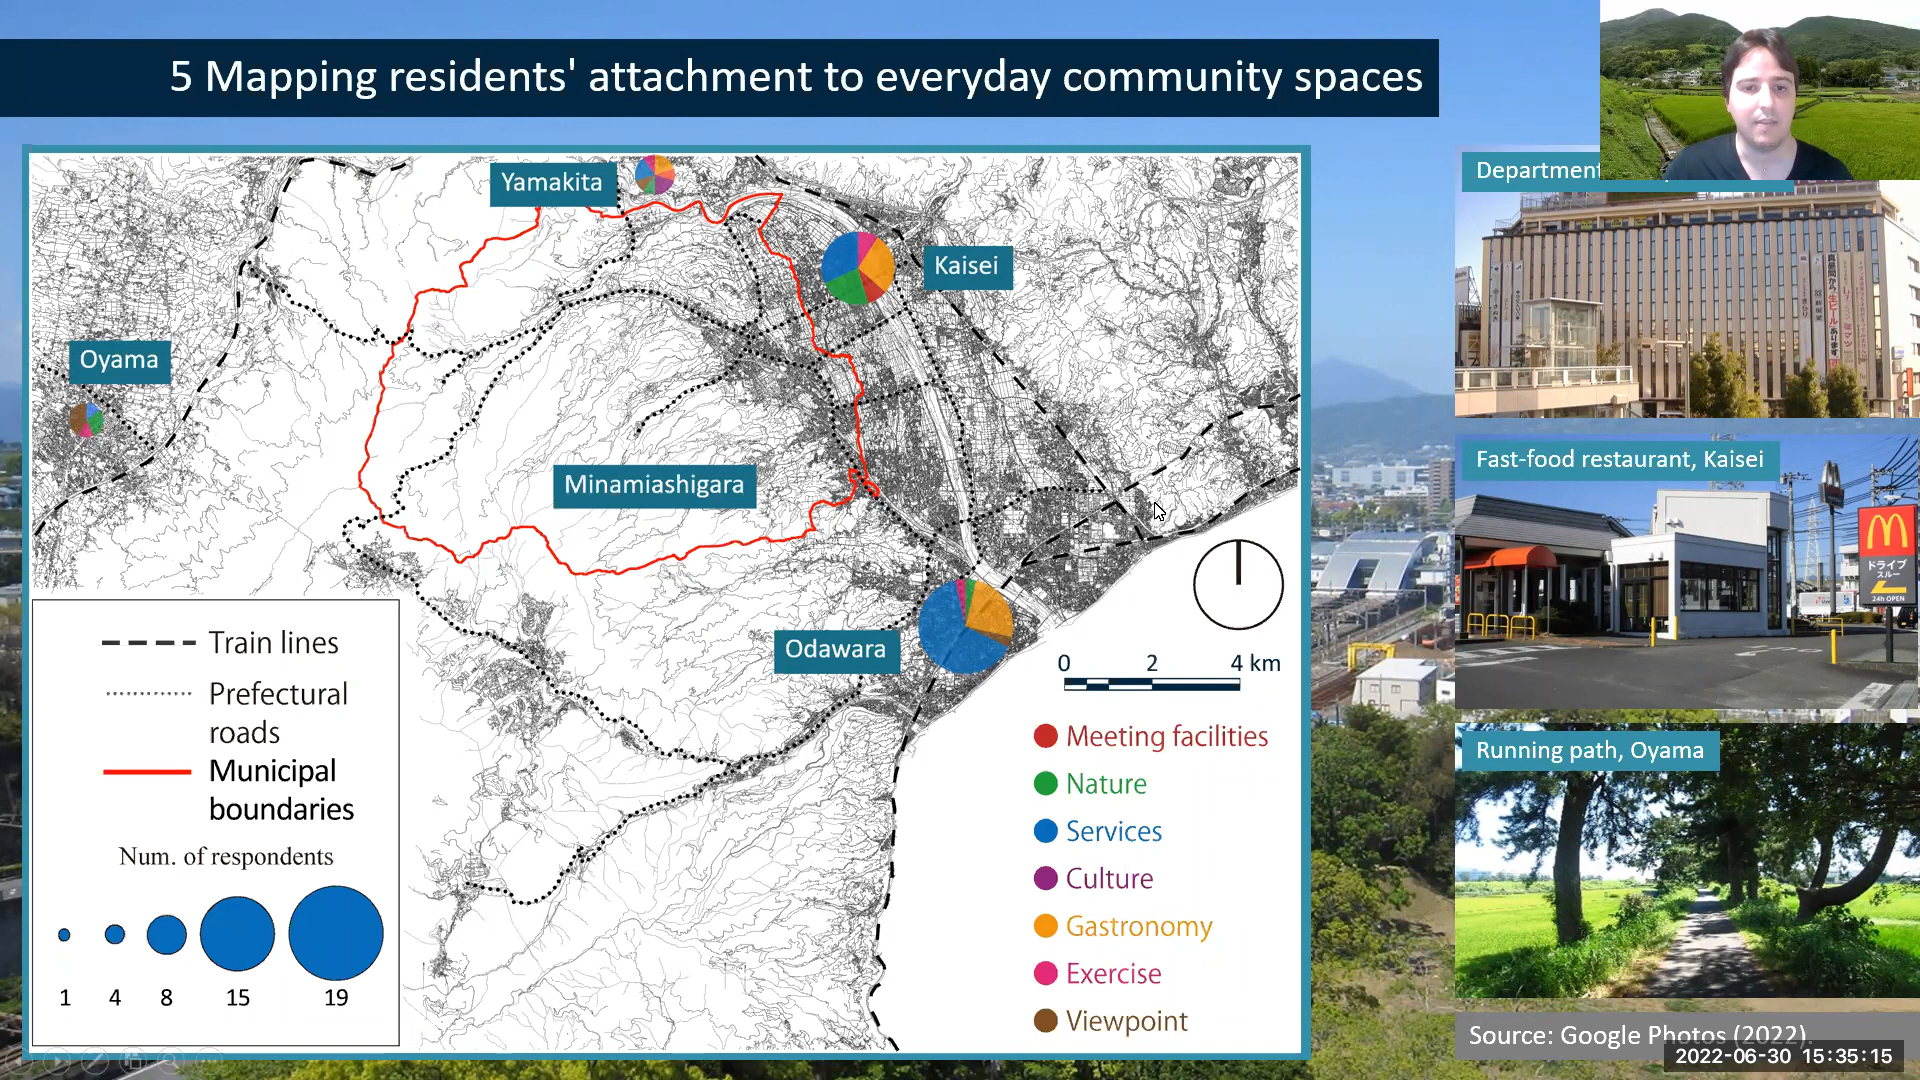 5 Mapping residents' attachment to everyday community spaces
Yamakita
Kaisei
Oyama
Minamiashigara
Odawara
0 2 4 km
Train lines
Prefectural
roads
Municipal
boundaries
Num. of respondents
1 4 8 15 19
Meeting facilities
Nature
Services
Culture
Gastronomy
Exercise
Viewpoint
Department
Fast-food restaurant, Kaisei
ドライブ
スルー
24h OPEN
Running path, Oyama
Source: Google Photos (2022).
2022-06-30 15:35:15